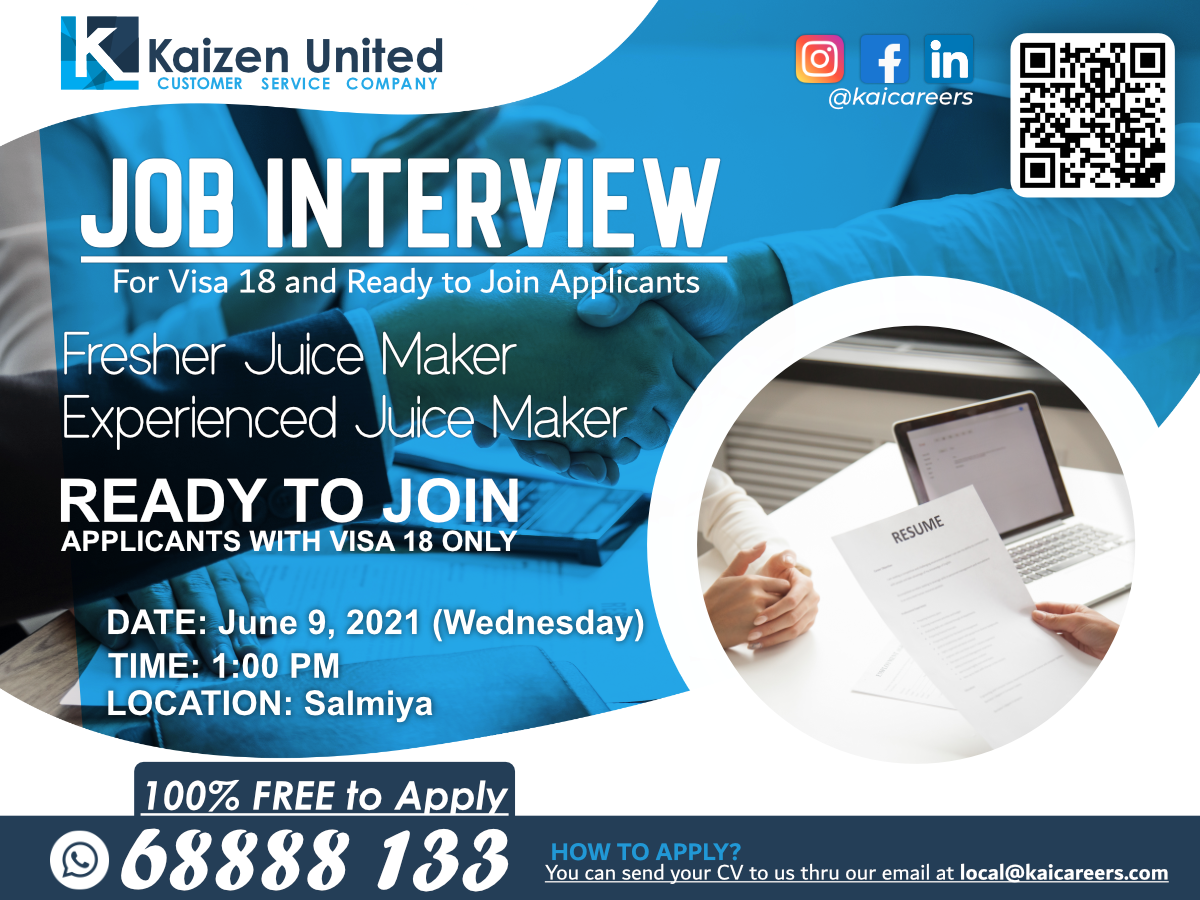 K Kaizen United
CUSTOMER SERVICE COMPANY
@kaicareers
JOB INTERVIEW
For Visa 18 and Ready to Join Applicants
Fresher Juice Maker
Experienced Juice Maker
READY TO JOIN
APPLICANTS WITH VISA 18 ONLY
RESUME
DATE: June 9, 2021 (Wednesday)
TIME: 1:00 PM
LOCATION: Salmiya
100% FREE to Apply
68888 133
HOW TO APPLY?
You can send your CV to us thru our email at local@kaicareers.com